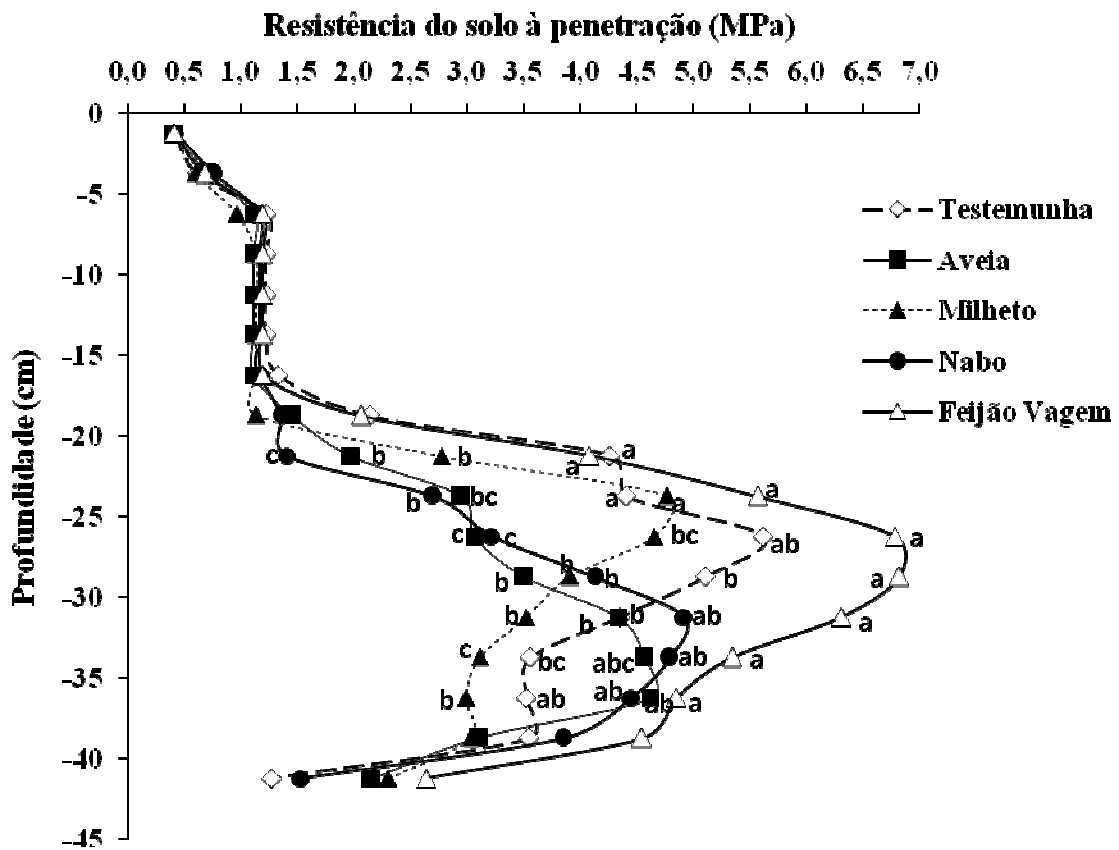 Resistência do solo à penetração (MPa)
0,0 0,5 1,0 1,5 2,0 2,5 3,0 3,5 4,0 4,5 5,0 5,5 6,0 6,5 7,0
0
-5
-10
-15
-20
-25
-30
-35
-40
-45
Profundidade (cm)
Testemunha
Aveia
Milheto
Nabo
Feijão Vagem
c b b a a
b bc a a a
c c bc ab a
b b b b a
b b b ab a
c bc abc ab a
b ab ab ab a